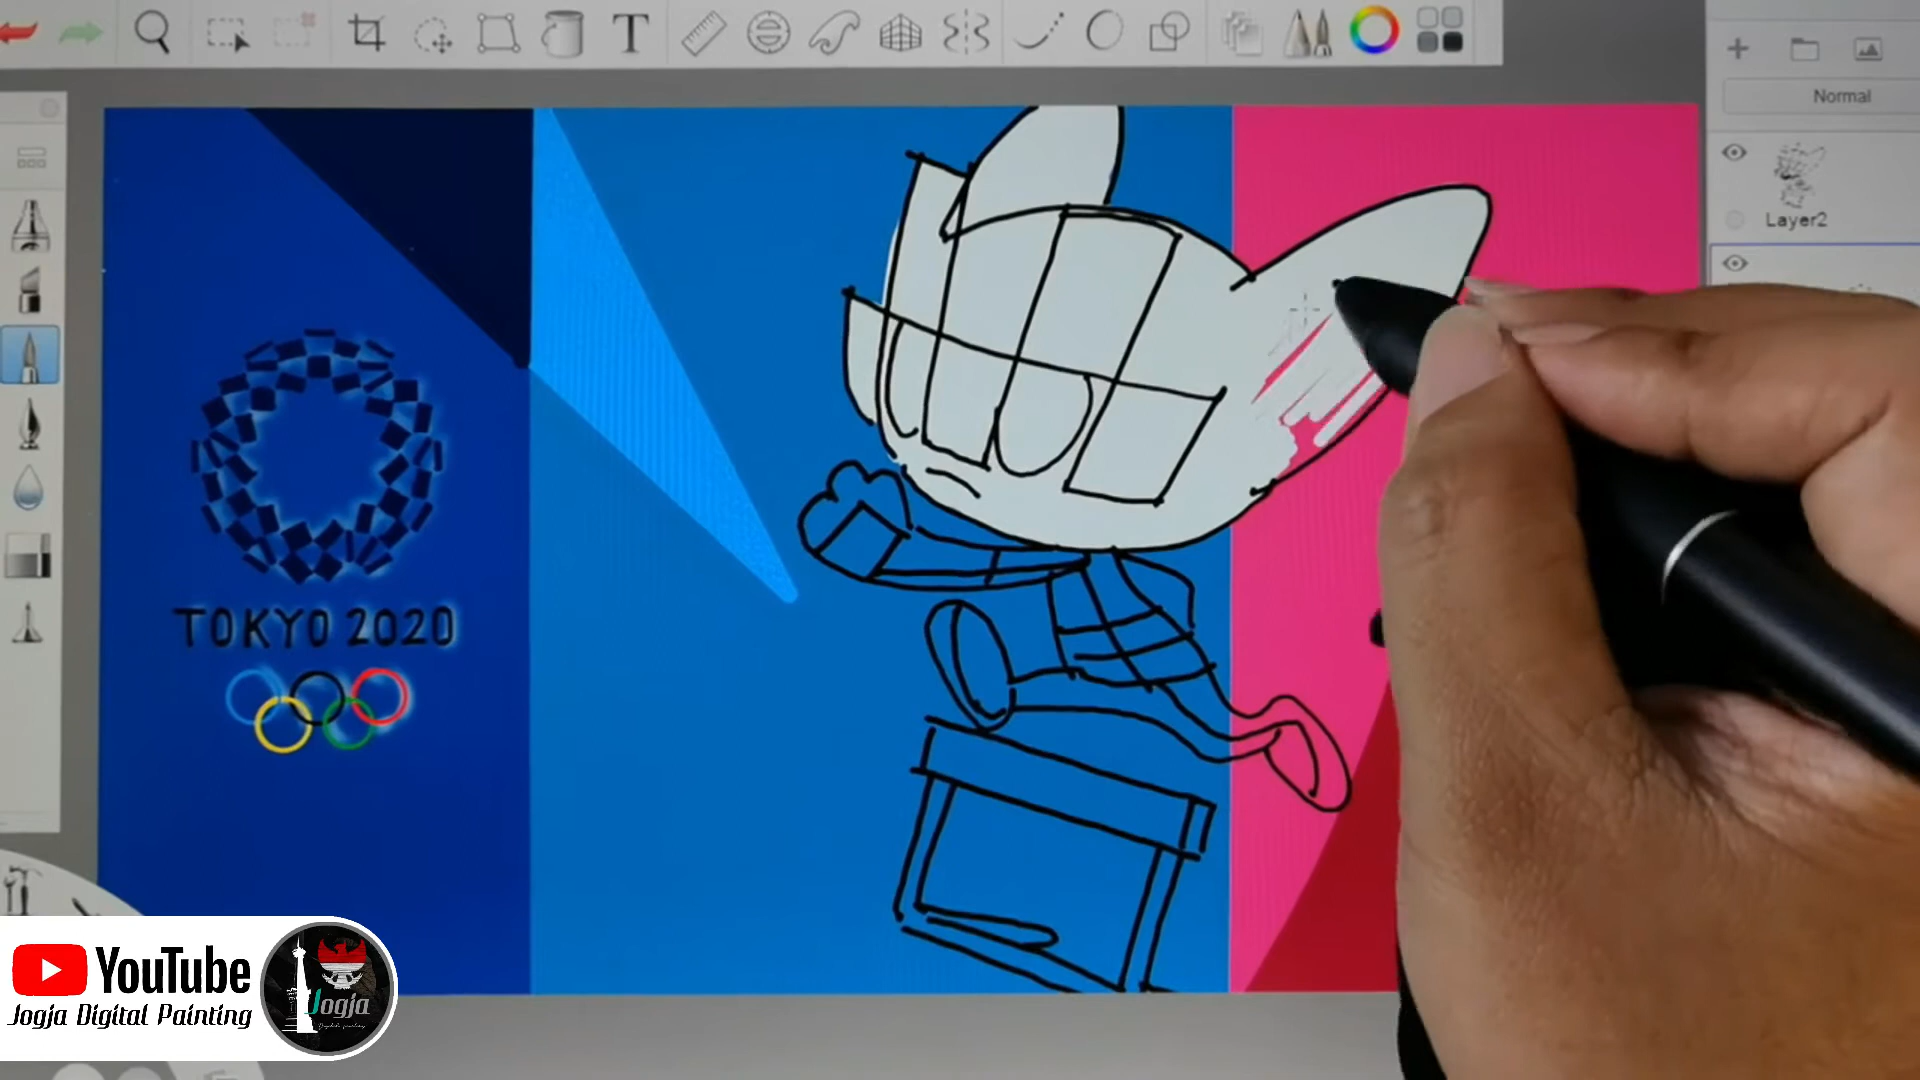 T
Normal
Layer2
TOKYO 2020
YouTube
Jogja Digital Painting
Jogja